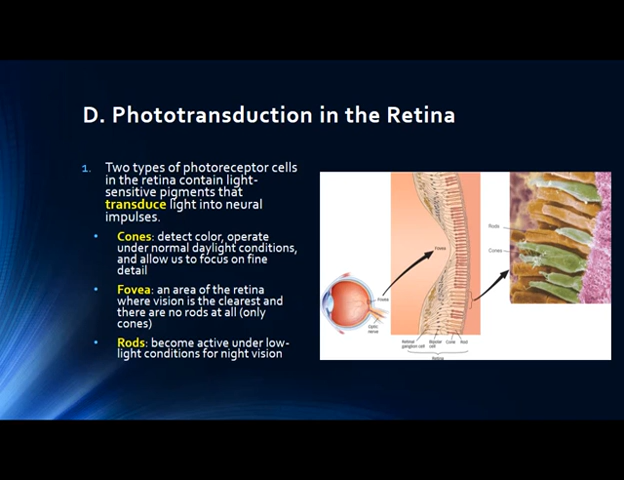 D. Phototransduction in the Retina
1. Two types of photoreceptor cells
in the retina contain light-
sensitive pigments that
transduce light into neural
impulses.
• Cones: detect color, operate
under normal daylight conditions,
and allow us to focus on fine
detail
• Fovea: an area of the retina
where vision is the clearest and
there are no rods at all (only
cones)
• Rods: become active under low-
light conditions for night vision
Fovea
Optic
nerve
Fovea
Retinal
ganglion cell
Bipolar
cell
Cone
Rod
Retina
Rods
Cones